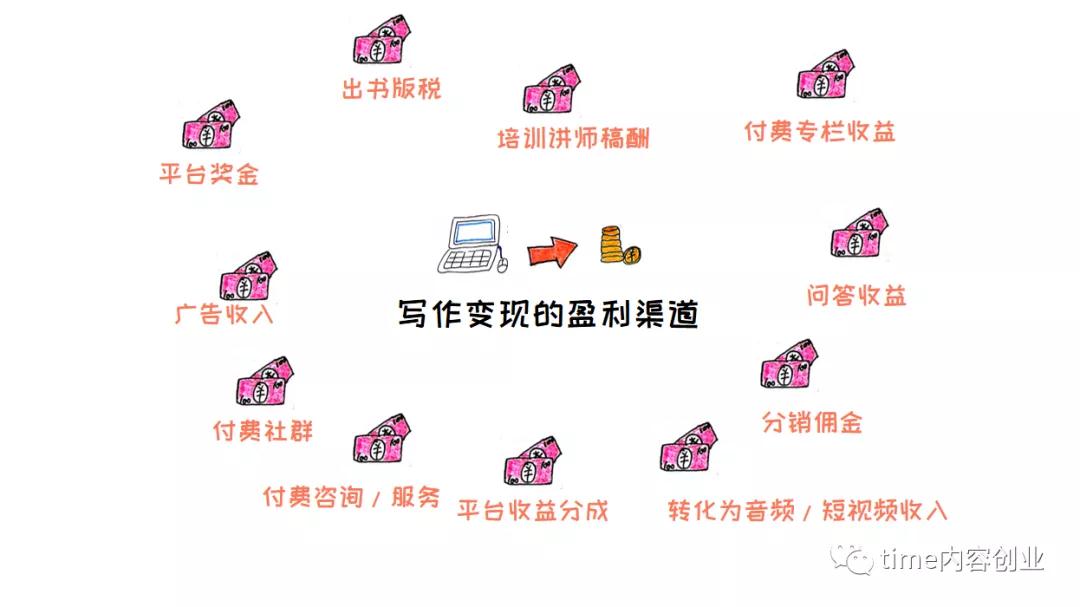 出书版税
培训讲师稿酬
付费专栏收益
平台奖金
问答收益
广告收入
写作变现的盈利渠道
付费社群
分销佣金
付费咨询 / 服务
平台收益分成
转化为音频 / 短视频收入
time内容创业